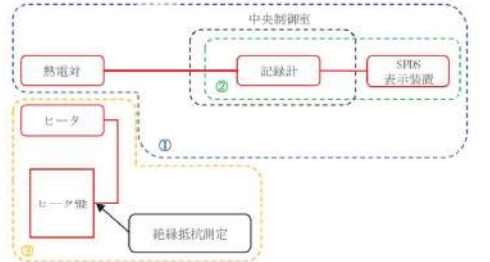 中央制御室
熱電対
記録計
SPDS
表示装置
②
ヒータ
①
ヒータ盤
絶縁抵抗測定
③